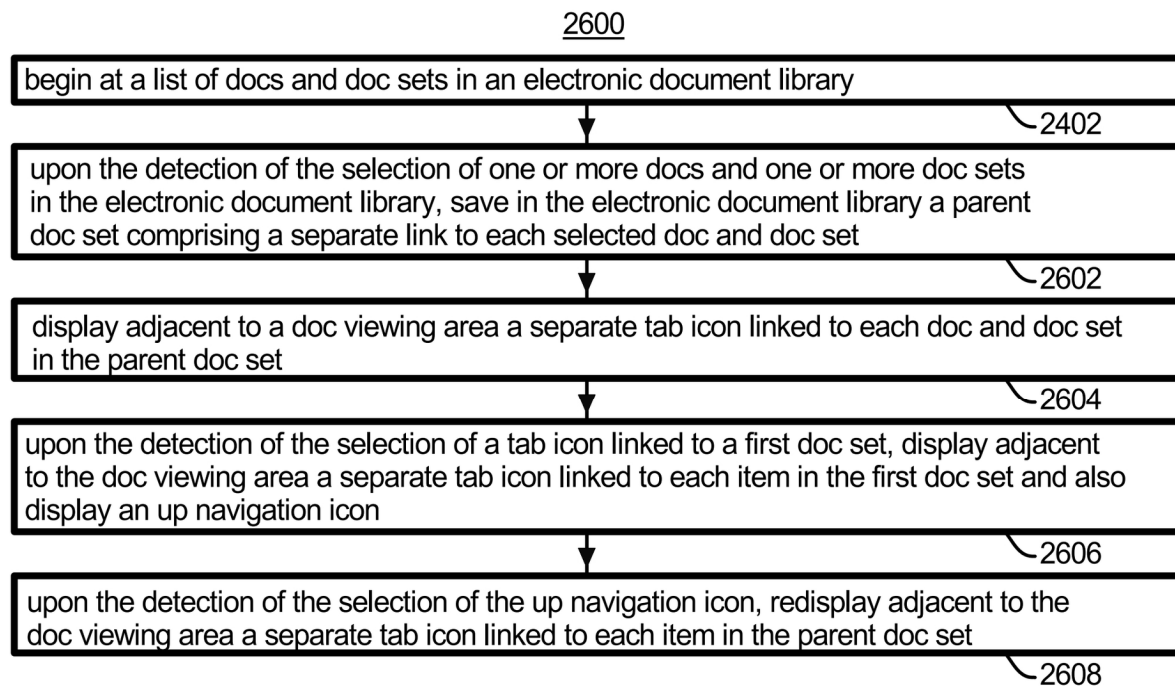 2600
begin at a list of docs and doc sets in an electronic document library
2402
upon the detection of the selection of one or more docs and one or more doc sets
in the electronic document library, save in the electronic document library a parent
doc set comprising a separate link to each selected doc and doc set
2602
display adjacent to a doc viewing area a separate tab icon linked to each doc and doc set
in the parent doc set
2604
upon the detection of the selection of a tab icon linked to a first doc set, display adjacent
to the doc viewing area a separate tab icon linked to each item in the first doc set and also
display an up navigation icon
2606
upon the detection of the selection of the up navigation icon, redisplay adjacent to the
doc viewing area a separate tab icon linked to each item in the parent doc set
2608